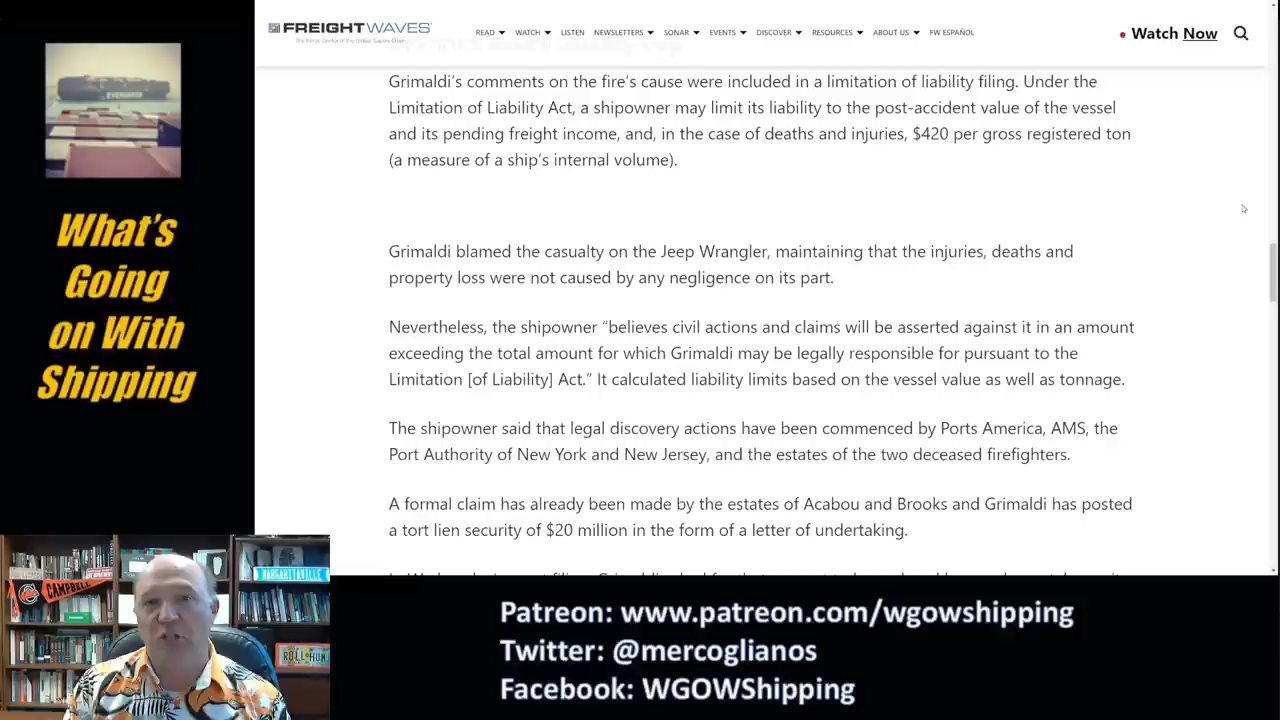 FREIGHTWAVES
READ WATCH LISTEN NEWSLETTERS SONAR EVENTS DISCOVER RESOURCES ABOUT US FW ESPAÑOL
Watch Now
Grimaldi's comments on the fire's cause were included in a limitation of liability filing. Under the
Limitation of Liability Act, a shipowner may limit its liability to the post-accident value of the vessel
and its pending freight income, and, in the case of deaths and injuries, $420 per gross registered ton
(a measure of a ship's internal volume).
Grimaldi blamed the casualty on the Jeep Wrangler, maintaining that the injuries, deaths and
property loss were not caused by any negligence on its part.
Nevertheless, the shipowner “believes civil actions and claims will be asserted against it in an amount
exceeding the total amount for which Grimaldi may be legally responsible for pursuant to the
Limitation [of Liability] Act.” It calculated liability limits based on the vessel value as well as tonnage.
The shipowner said that legal discovery actions have been commenced by Ports America, AMS, the
Port Authority of New York and New Jersey, and the estates of the two deceased firefighters.
A formal claim has already been made by the estates of Acabou and Brooks and Grimaldi has posted
a tort lien security of $20 million in the form of a letter of undertaking.
What's
Going
on With
Shipping
EVERGREEN
CAMPBELL
MARGARITAVILLE
ROLL HUM
Patreon: www.patreon.com/wgowshipping
Twitter: @mercoglianos
Facebook: WGOWShipping